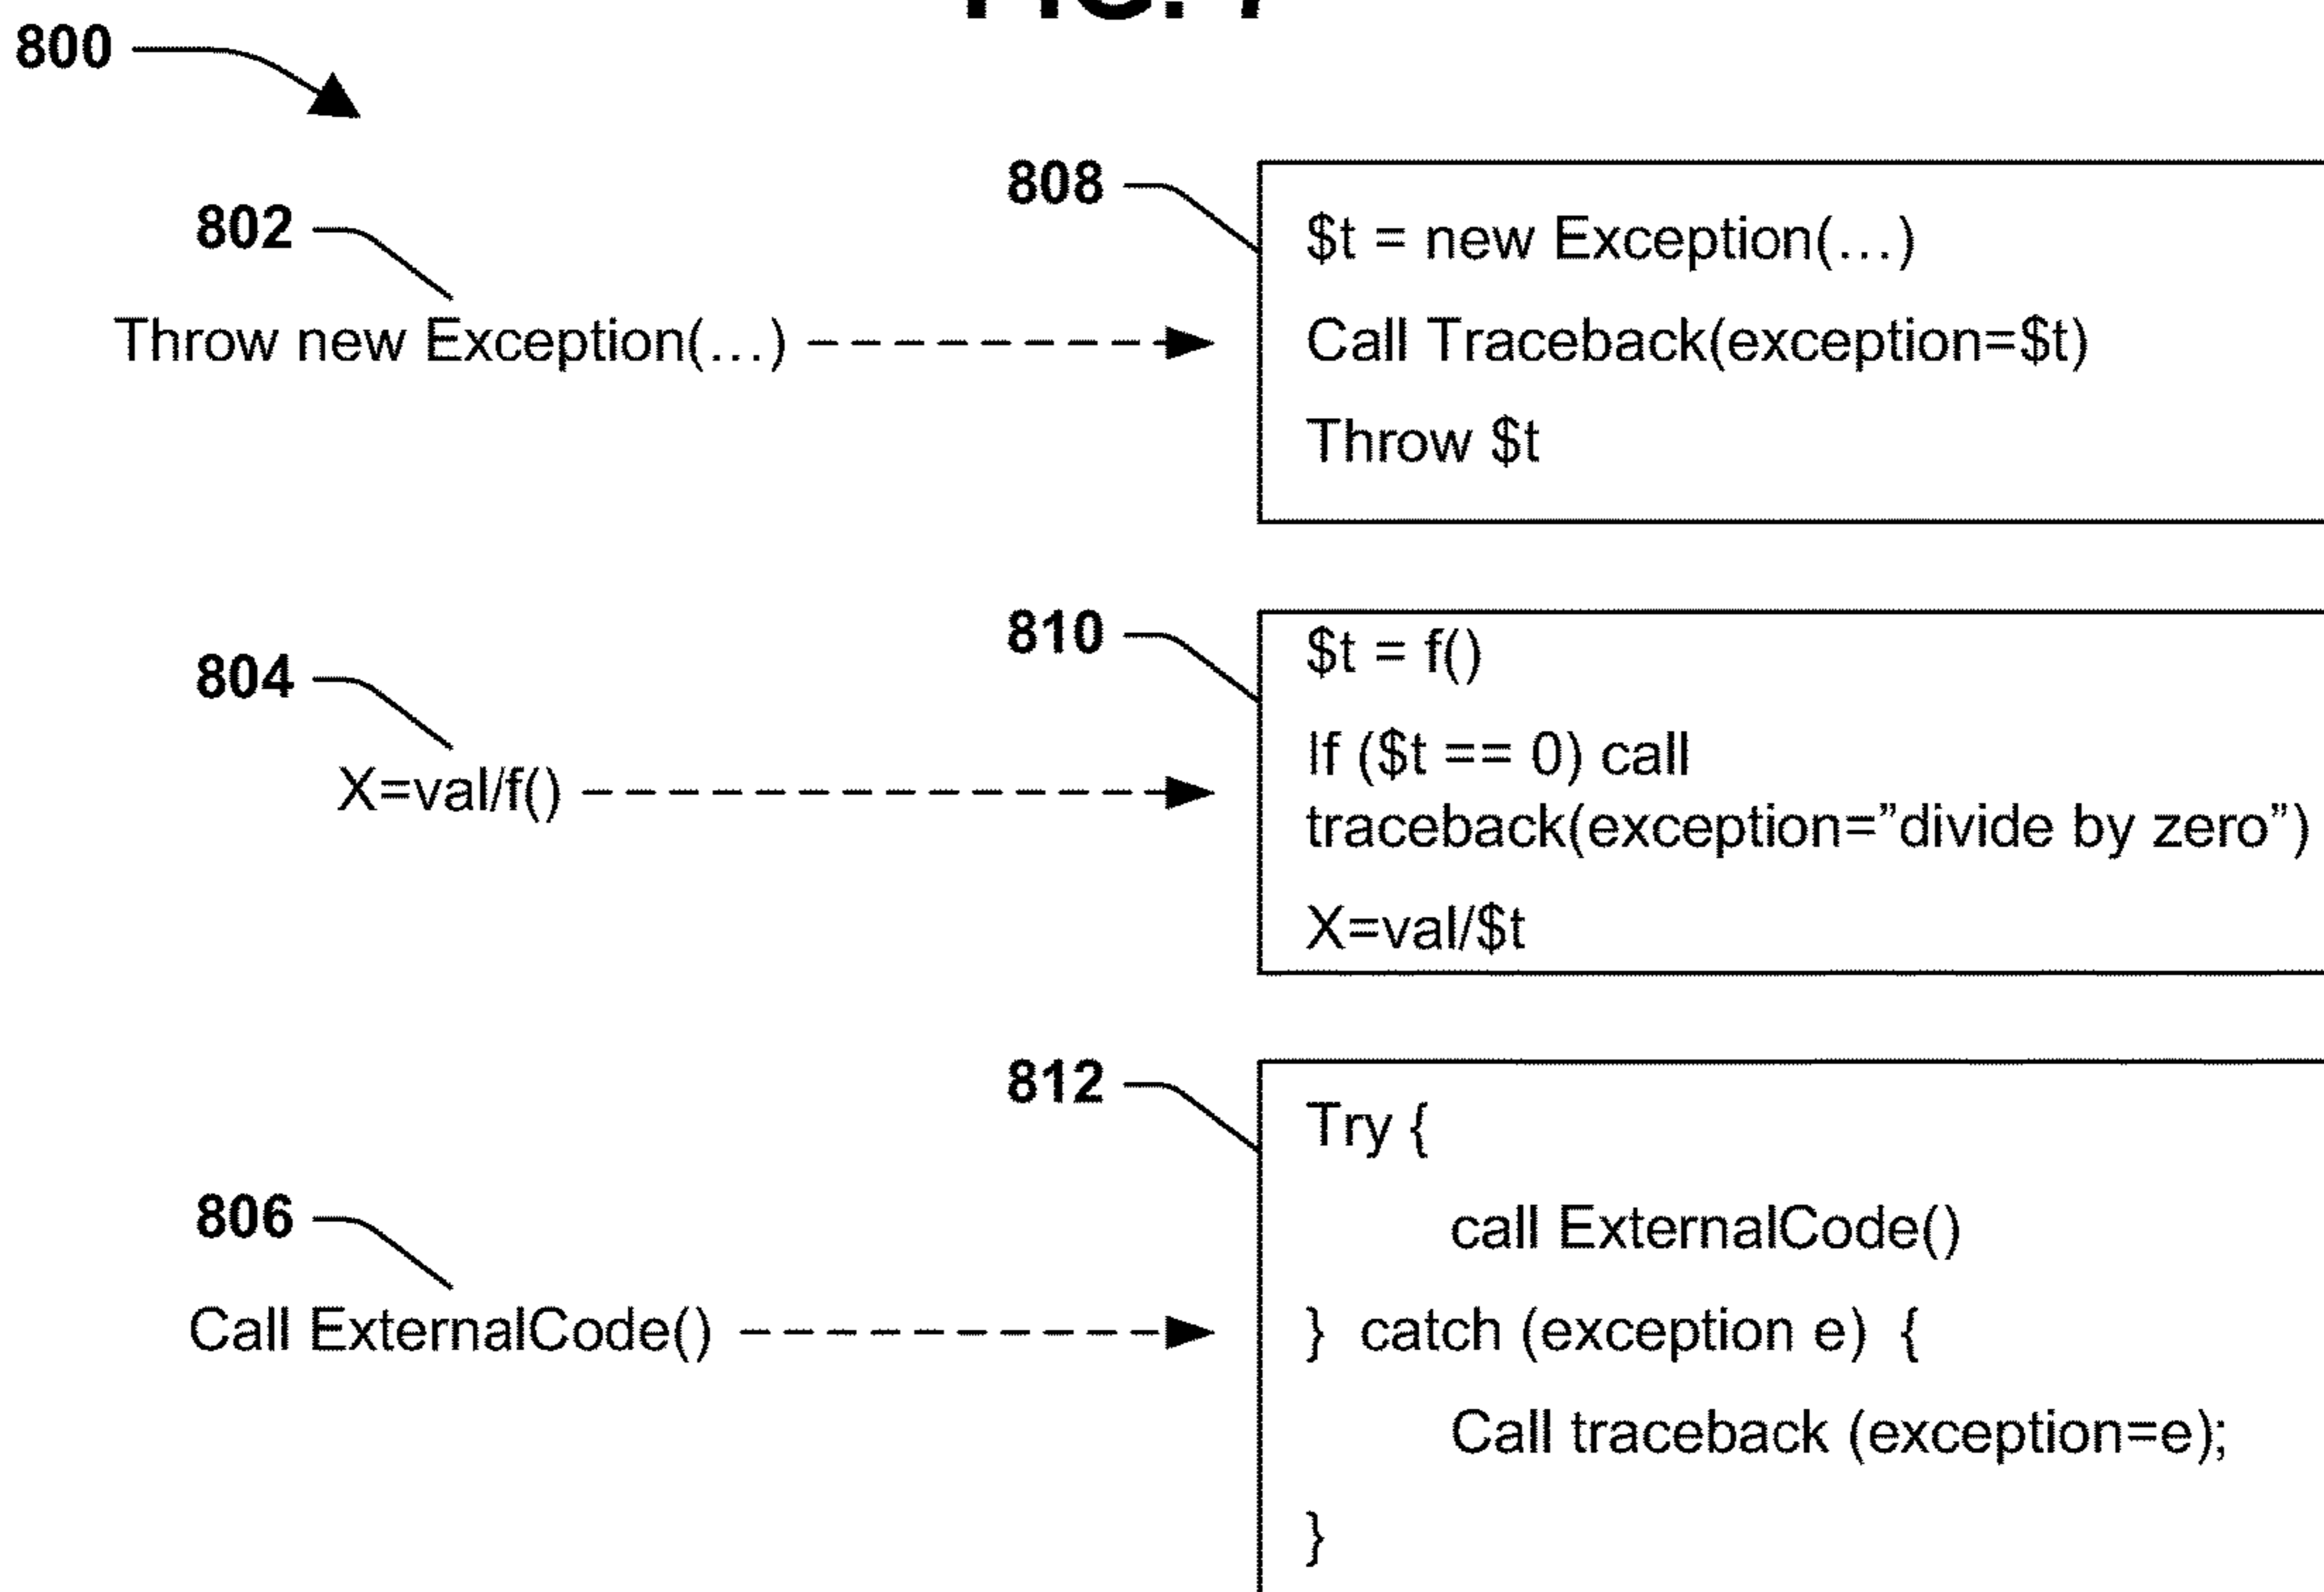 800
808
$t = new Exception(...)
802
Throw new Exception(...)
Call Traceback(exception=$t)
Throw $t
810
$t = f()
804
If ($t == 0) call
X=val/f()
traceback(exception=”divide by zero”)
X=val/$t
812
Try {
806
call ExternalCode()
Call ExternalCode()
} catch (exception e) {
Call traceback (exception=e);
}